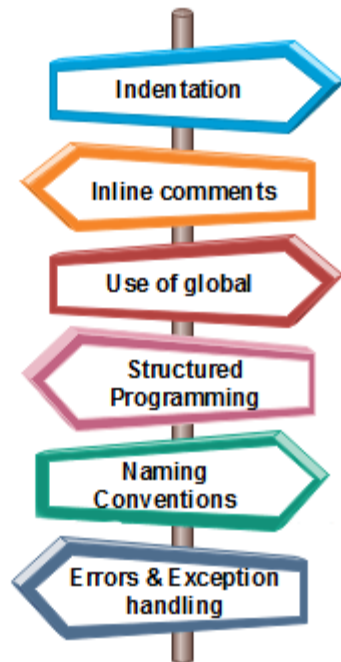 Indentation
Inline comments
Use of global
Structured
Programming
Naming
Conventions
Errors & Exception
handling